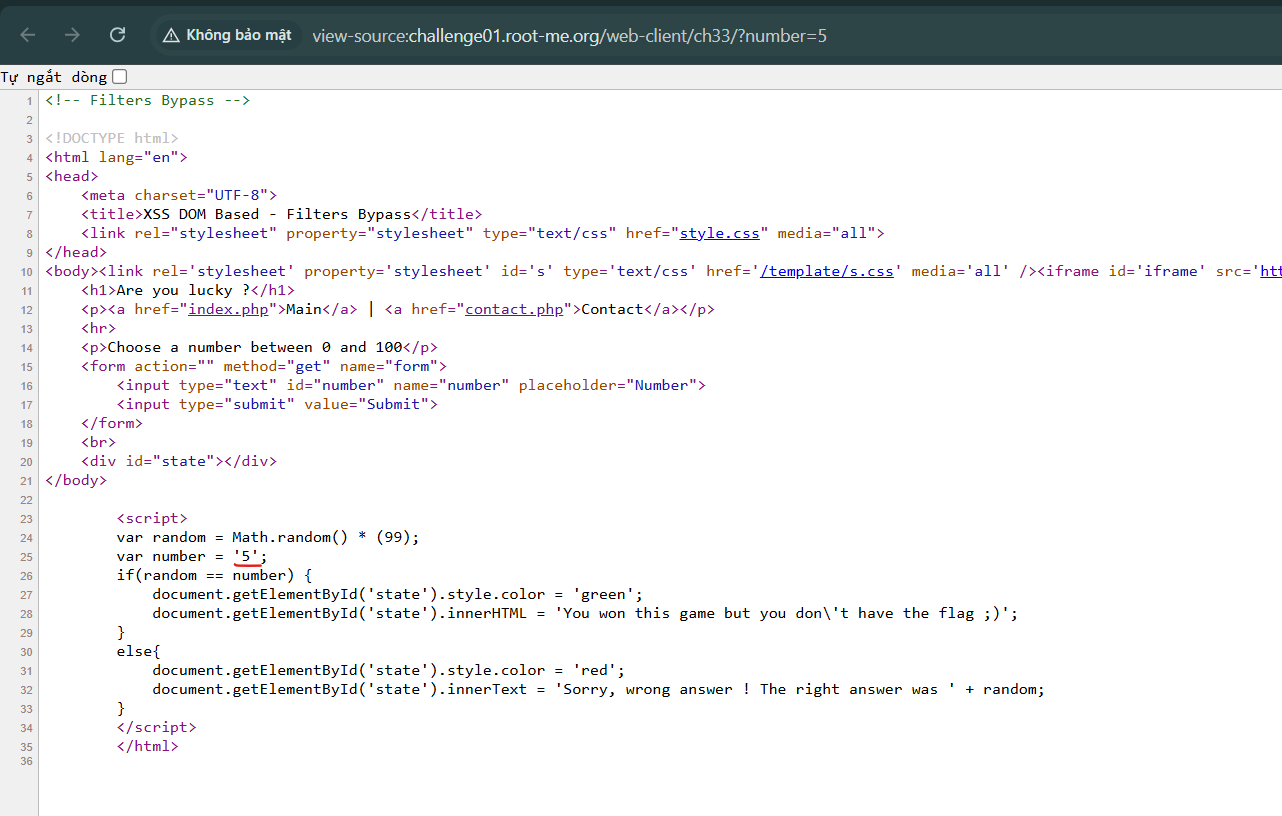 Không bảo mật view-source:challenge01.root-me.org/web-client/ch33/?number=5
Tự ngắt dòng
1 <!-- Filters Bypass -->
2
3 <!DOCTYPE html>
4 <html lang="en">
5 <head>
6 <meta charset="UTF-8">
7 <title>XSS DOM Based - Filters Bypass</title>
8 <link rel="stylesheet" property="stylesheet" type="text/css" href="style.css" media="all">
9 </head>
10 <body><link rel='stylesheet' property='stylesheet' id='s' type='text/css' href='/template/s.css' media='all' /><iframe id='iframe' src='htt
11 <h1>Are you lucky ?</h1>
12 <p><a href="index.php">Main</a> | <a href="contact.php">Contact</a></p>
13 <hr>
14 <p>Choose a number between 0 and 100</p>
15 <form action="" method="get" name="form">
16 <input type="text" id="number" name="number" placeholder="Number">
17 <input type="submit" value="Submit">
18 </form>
19 <br>
20 <div id="state"></div>
21 </body>
22
23 <script>
24 var random = Math.random() * (99);
25 var number = '5';
26 if(random == number) {
27 document.getElementById('state').style.color = 'green';
28 document.getElementById('state').innerHTML = 'You won this game but you don\'t have the flag ;)';
29 }
30 else{
31 document.getElementById('state').style.color = 'red';
32 document.getElementById('state').innerText = 'Sorry, wrong answer ! The right answer was ' + random;
33 }
34 </script>
35 </html>
36